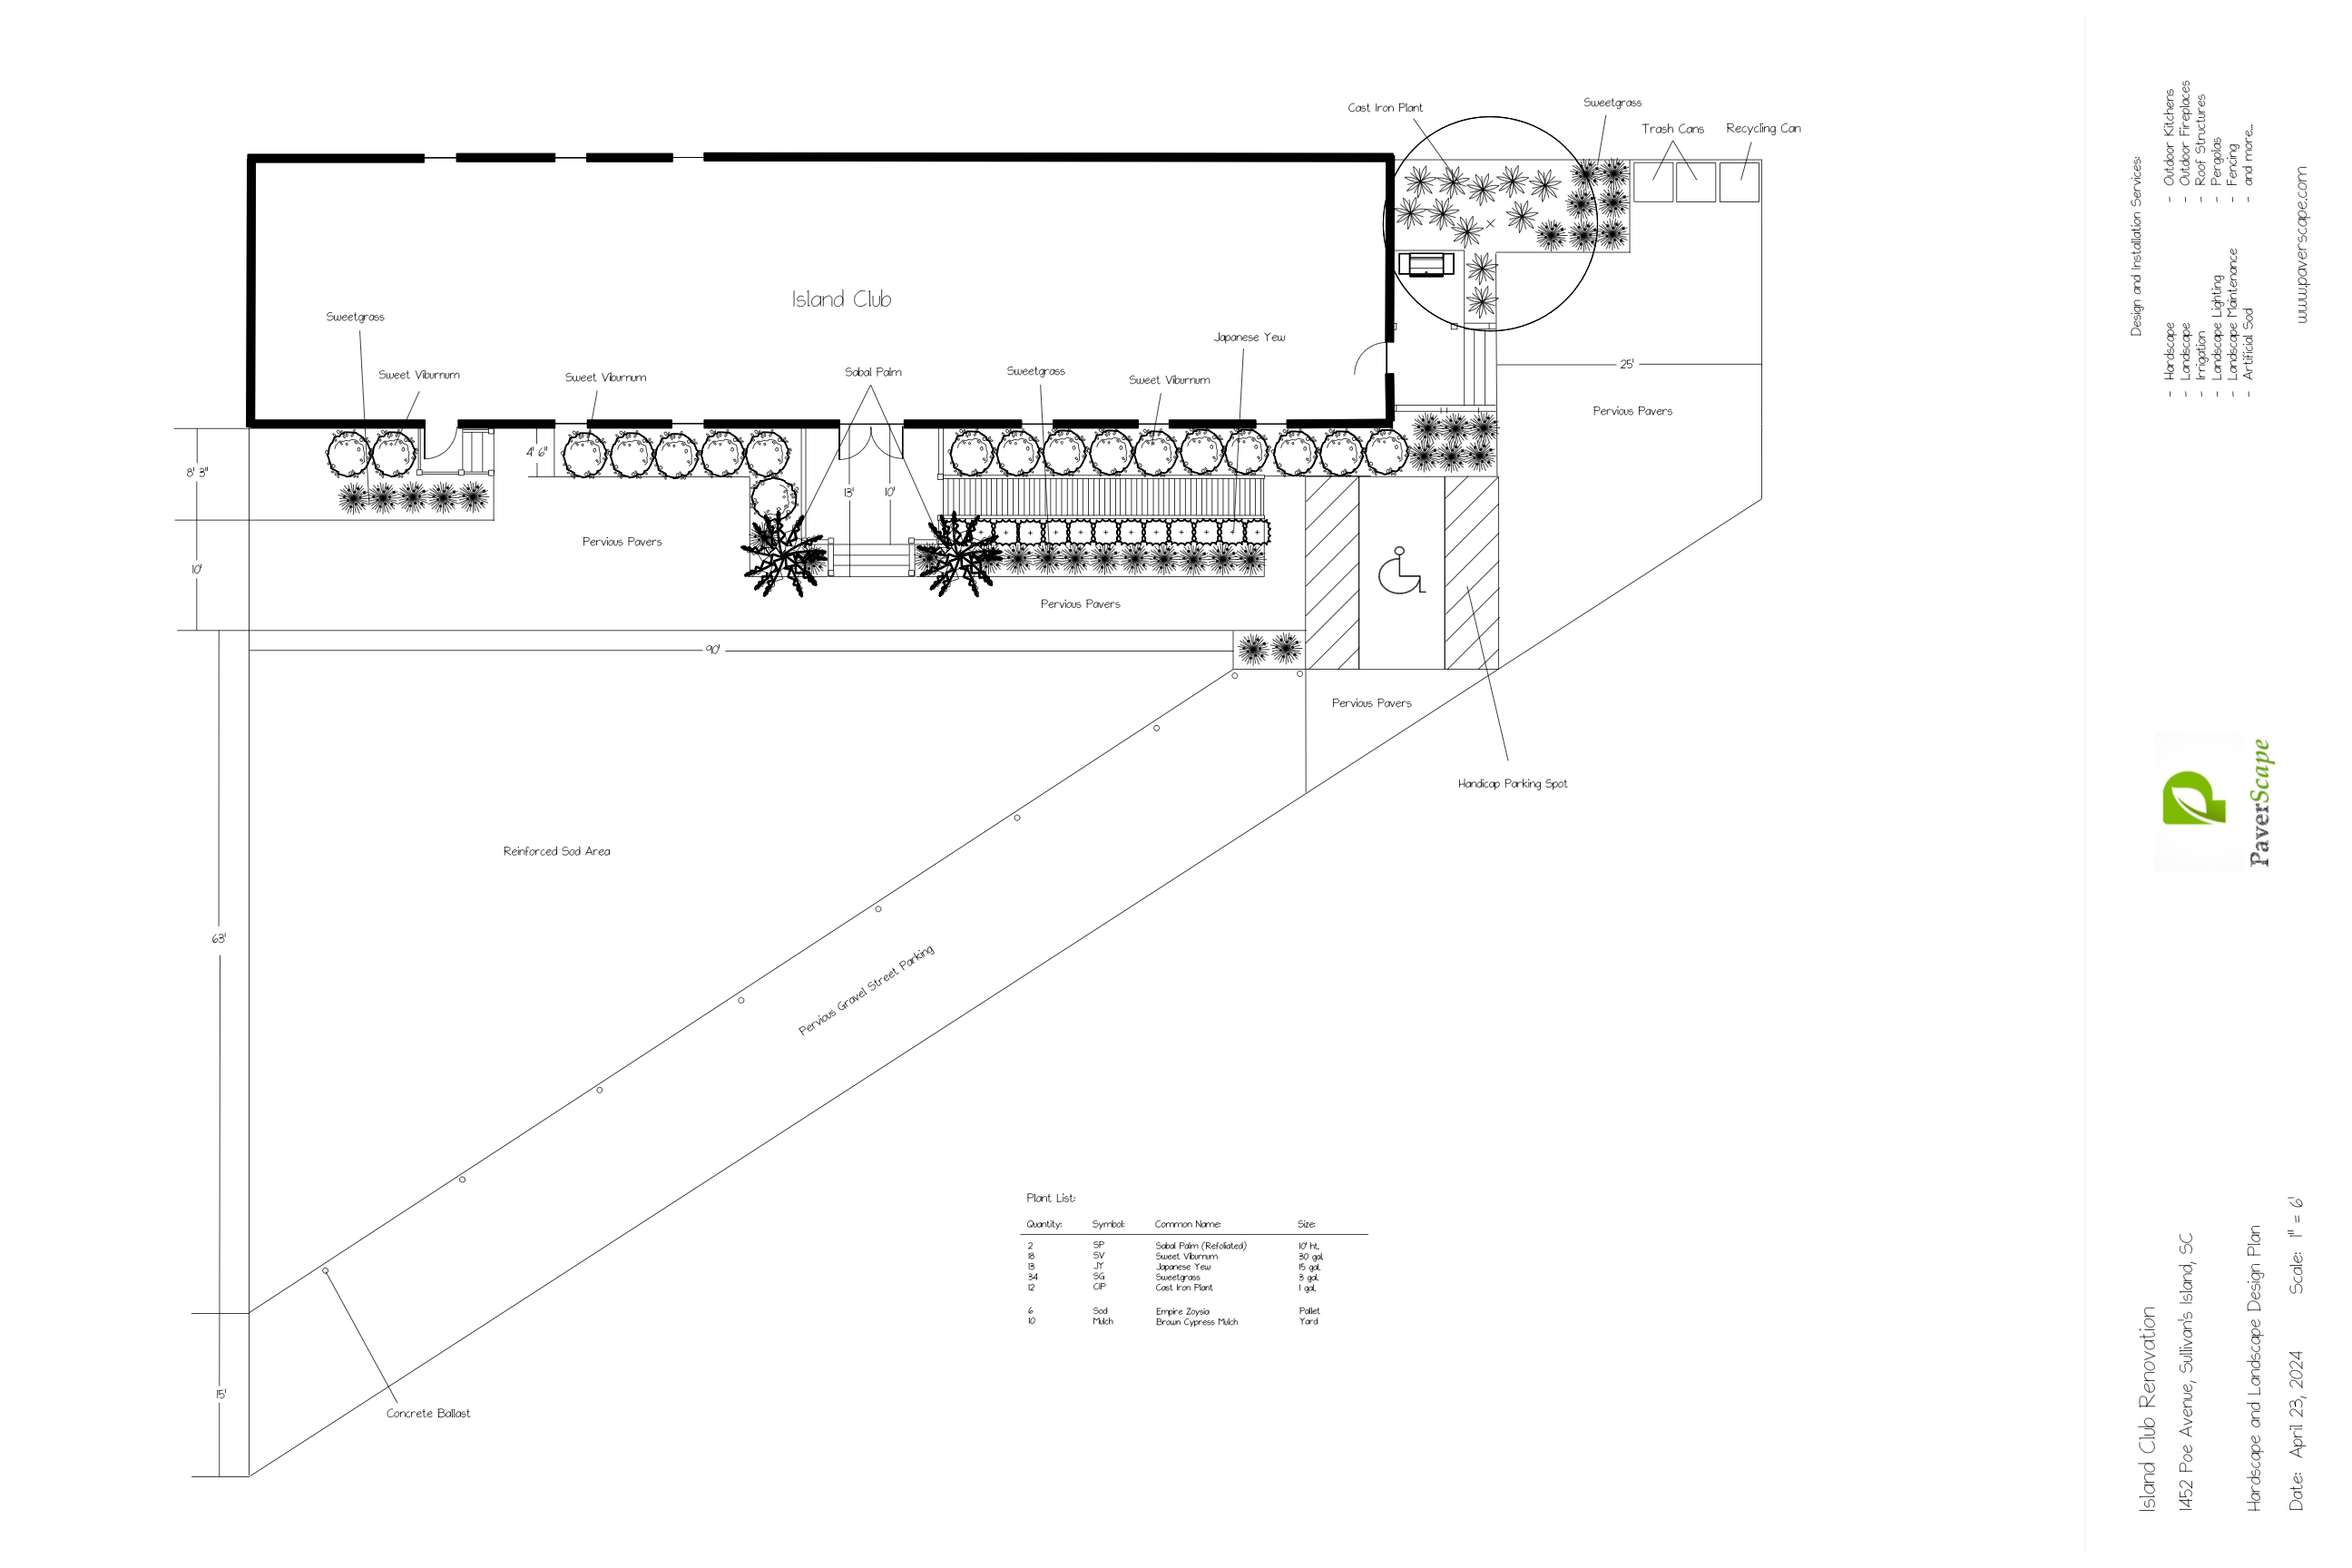 Cast Iron Plant
Sweetgrass
Trash Cans
Recycling Can
Island Club
Sweetgrass
Sweet Viburnum
Sweet Viburnum
Sabal Palm
Sweetgrass
Sweet Viburnum
Japanese Yew
25'
Pervious Pavers
8' 3"
4' 6"
13'
10'
Pervious Pavers
10'
Pervious Pavers
90'
Pervious Pavers
Handicap Parking Spot
Reinforced Sod Area
63'
Pervious Gravel Street Parking
15'
Concrete Ballast
Plant List:
Quantity: Symbol: Common Name: Size:
2 SP Sabal Palm (Refoliated) 10' ht.
18 SV Sweet Viburnum 30 gal.
13 JY Japanese Yew 15 gal.
34 SG Sweetgrass 3 gal.
12 CIP Cast Iron Plant 1 gal.
6 Sod Empire Zoysia Pallet
10 Mulch Brown Cypress Mulch Yard
Design and Installation Services:
- Hardscape - Outdoor Kitchens
- Landscape - Outdoor Fireplaces
- Irrigation - Roof Structures
- Landscape Lighting - Pergolas
- Landscape Maintenance - Fencing
- Artificial Sod - and more...
www.paverscape.com
PaverScape
Island Club Renovation
1452 Poe Avenue, Sullivan's Island, SC
Hardscape and Landscape Design Plan
Date: April 23, 2024 Scale: 1" = 6'